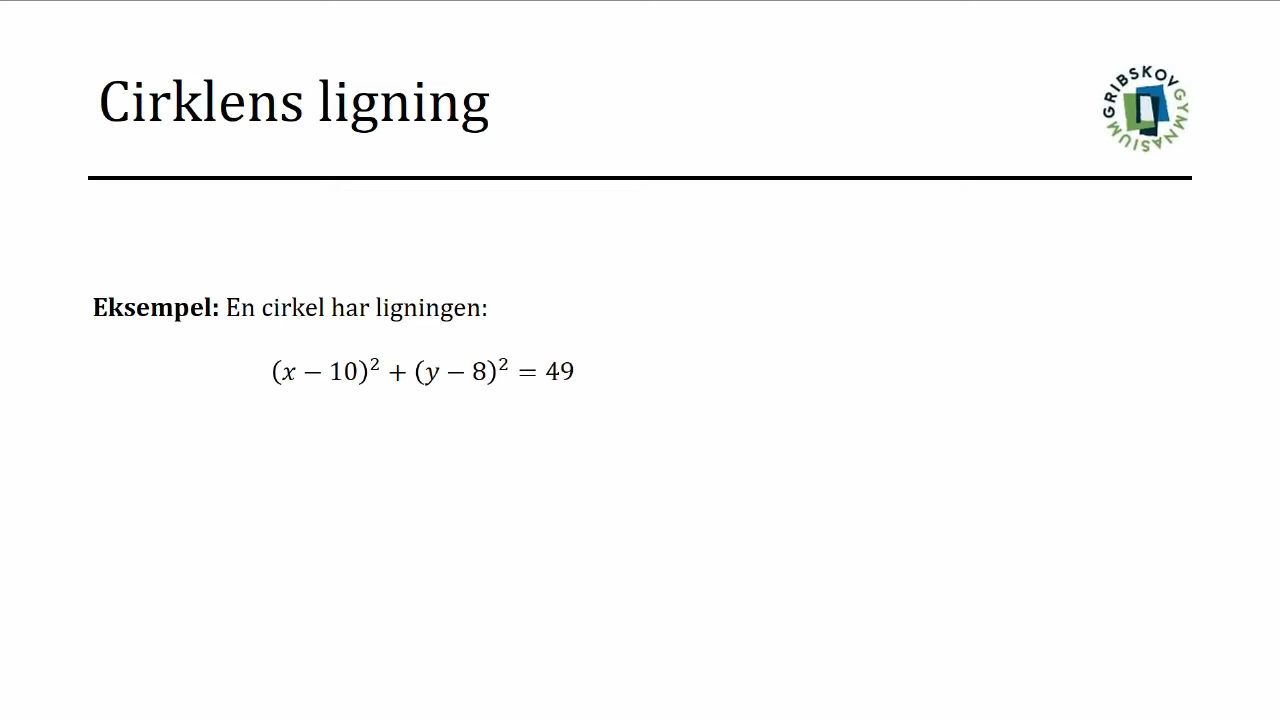 Cirklens ligning
GRIBSKOV GYMNASIUM
Eksempel: En cirkel har ligningen:
(x − 10)² + (y − 8)² = 49